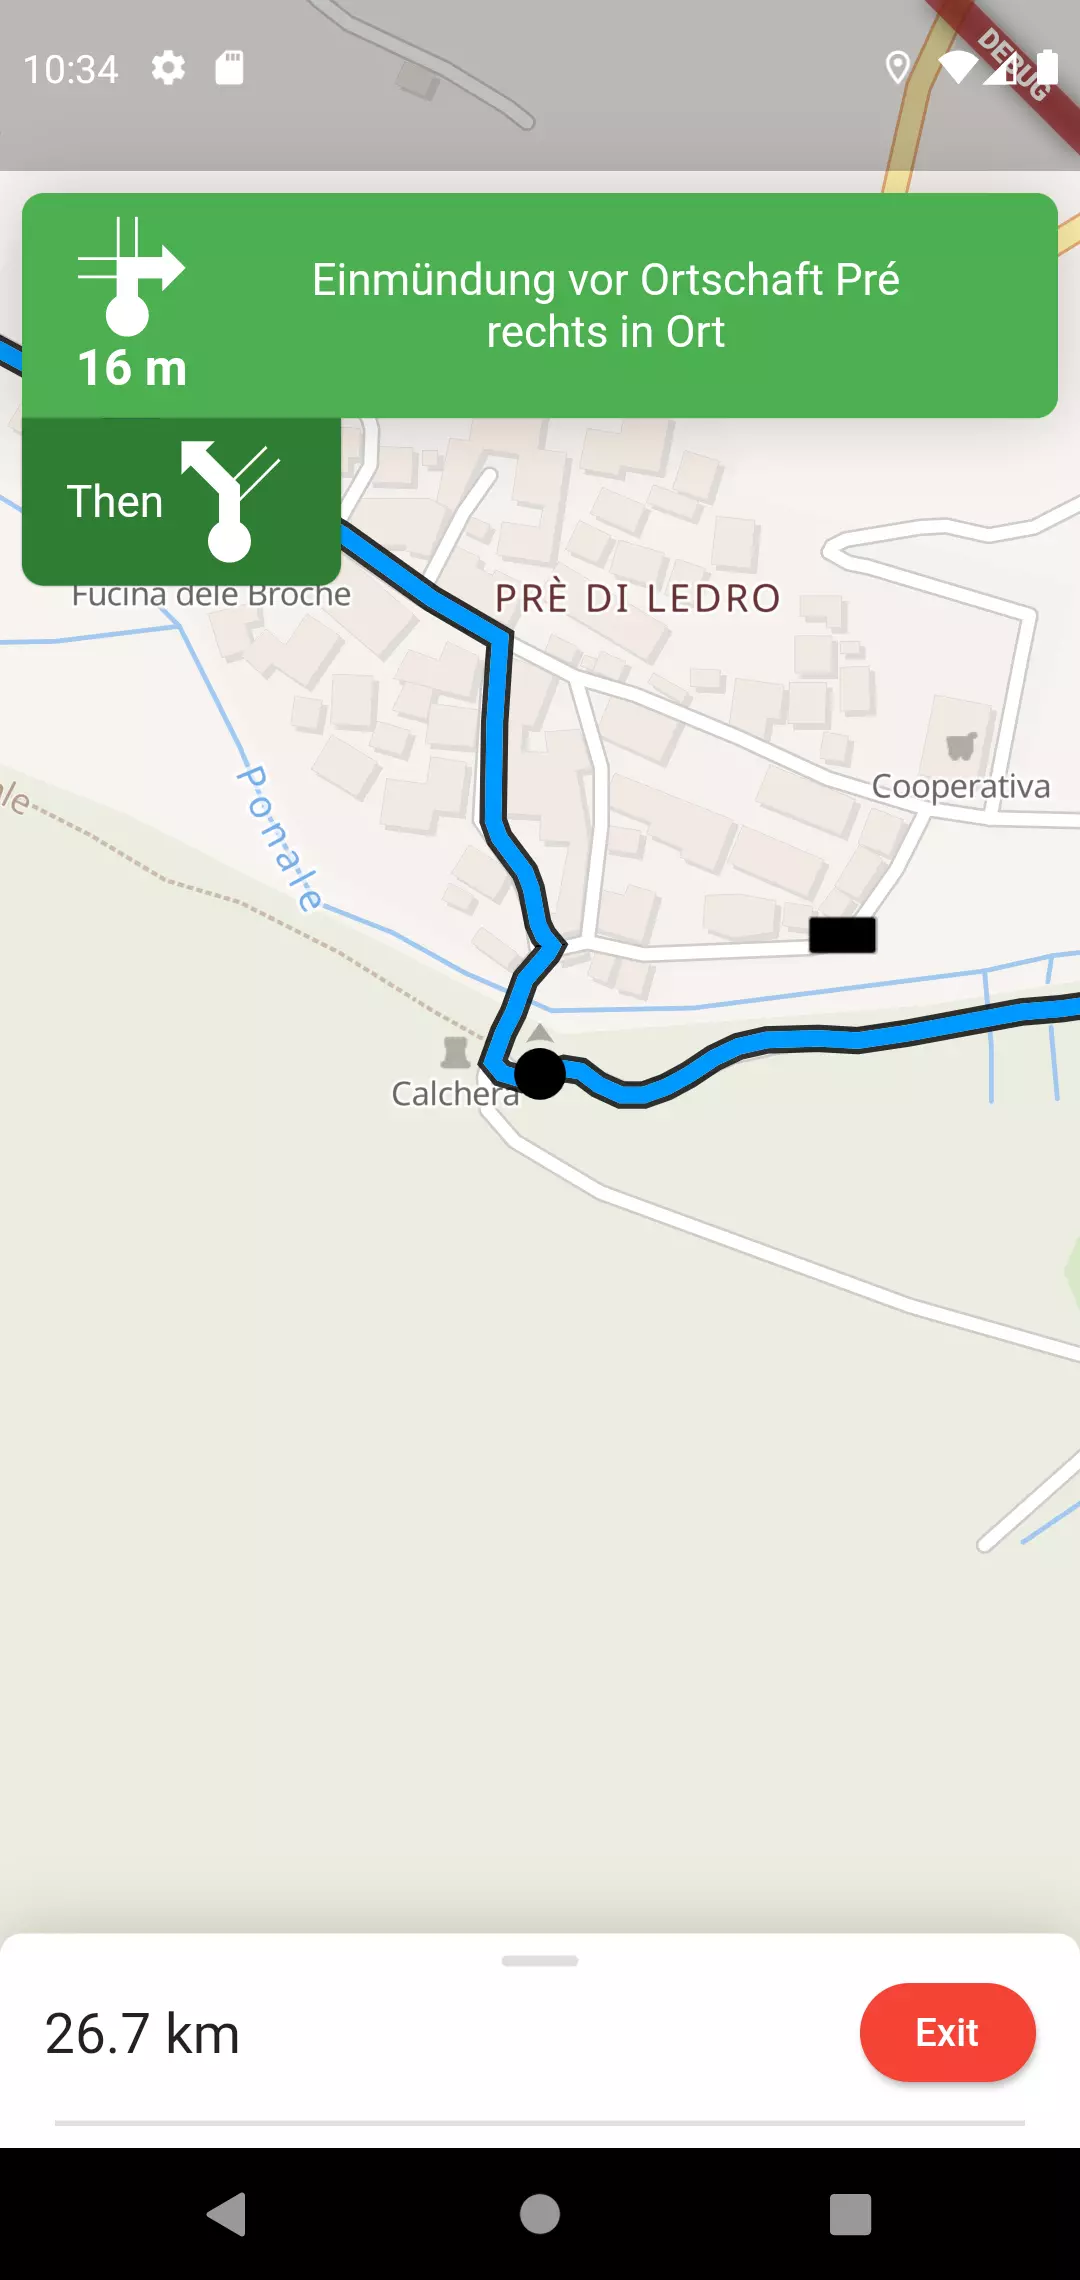 10:34
DEBUG
Einmündung vor Ortschaft Pré
rechts in Ort
16 m
Then
Fucina dele Broche
PRÈ DI LEDRO
Cooperativa
Ponale
Calchera
26.7 km
Exit